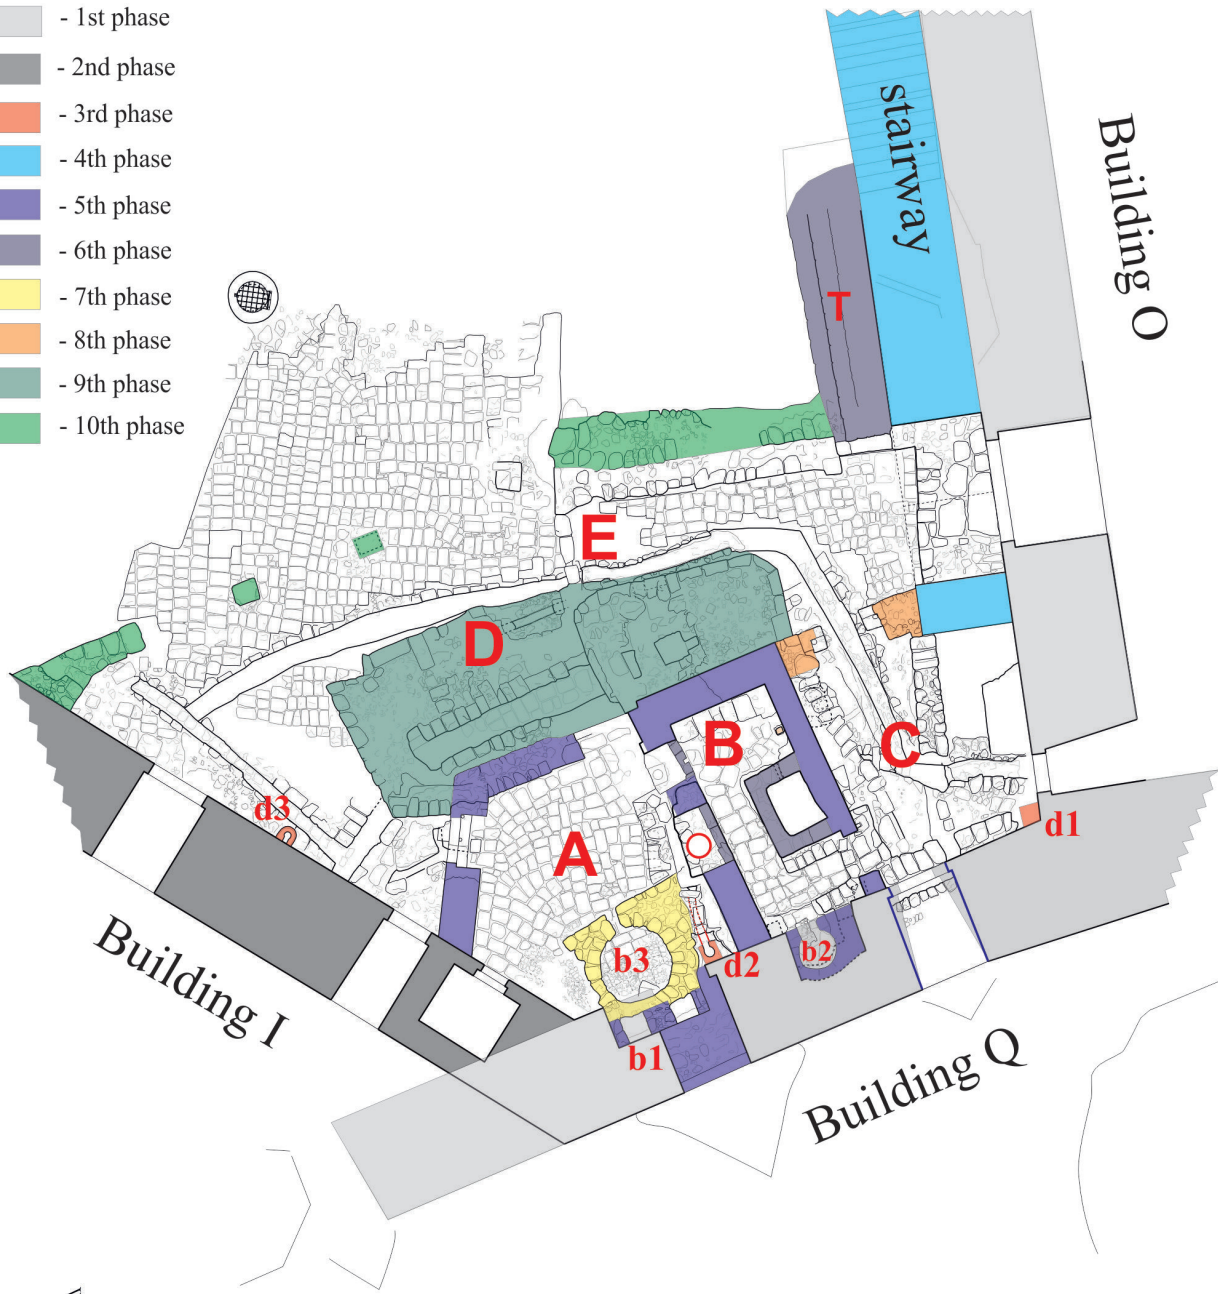 - 1st phase
- 2nd phase
- 3rd phase
- 4th phase
- 5th phase
- 6th phase
- 7th phase
- 8th phase
- 9th phase
- 10th phase
stairway
Building O
T
E
D
B
C
d3
d1
A
b3
d2
b2
b1
Building I
Building Q